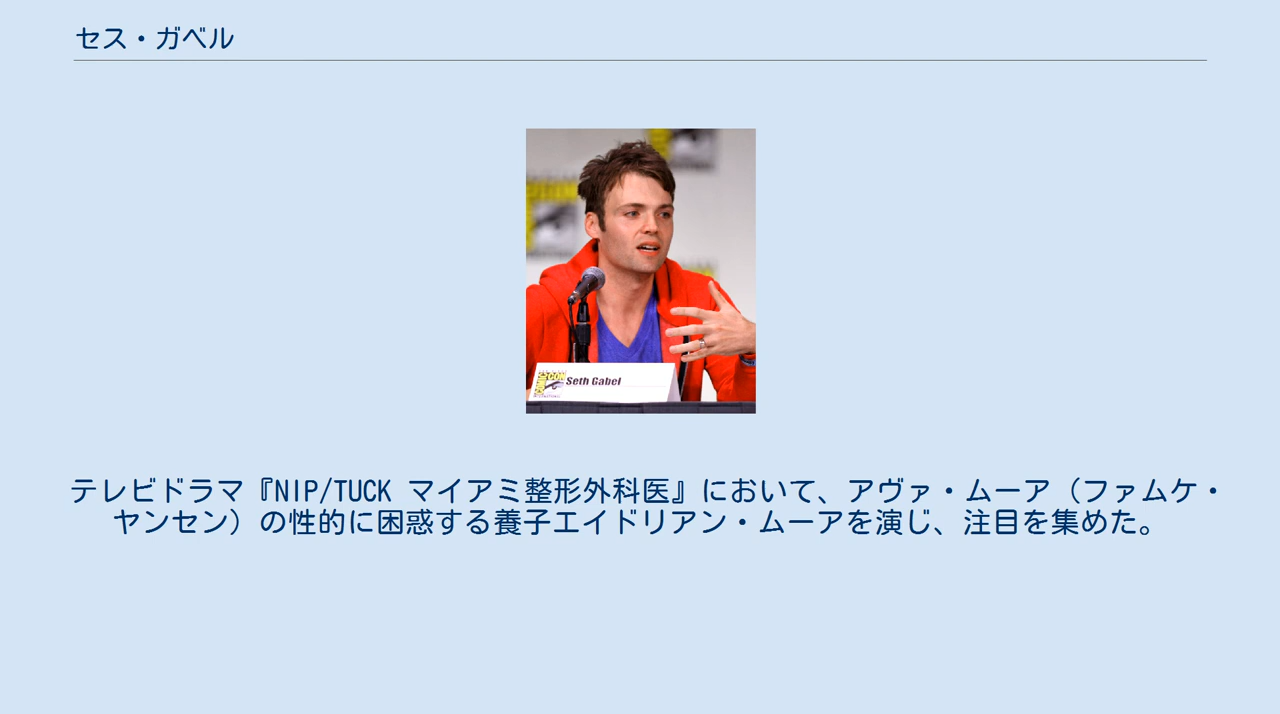 セス・ガベル
COMIC CON
Seth Gabel
テレビドラマ『NIP/TUCK マイアミ整形外科医』において、アヴァ・ムーア（ファムケ・
ヤンセン）の性的に困惑する養子エイドリアン・ムーアを演じ、注目を集めた。